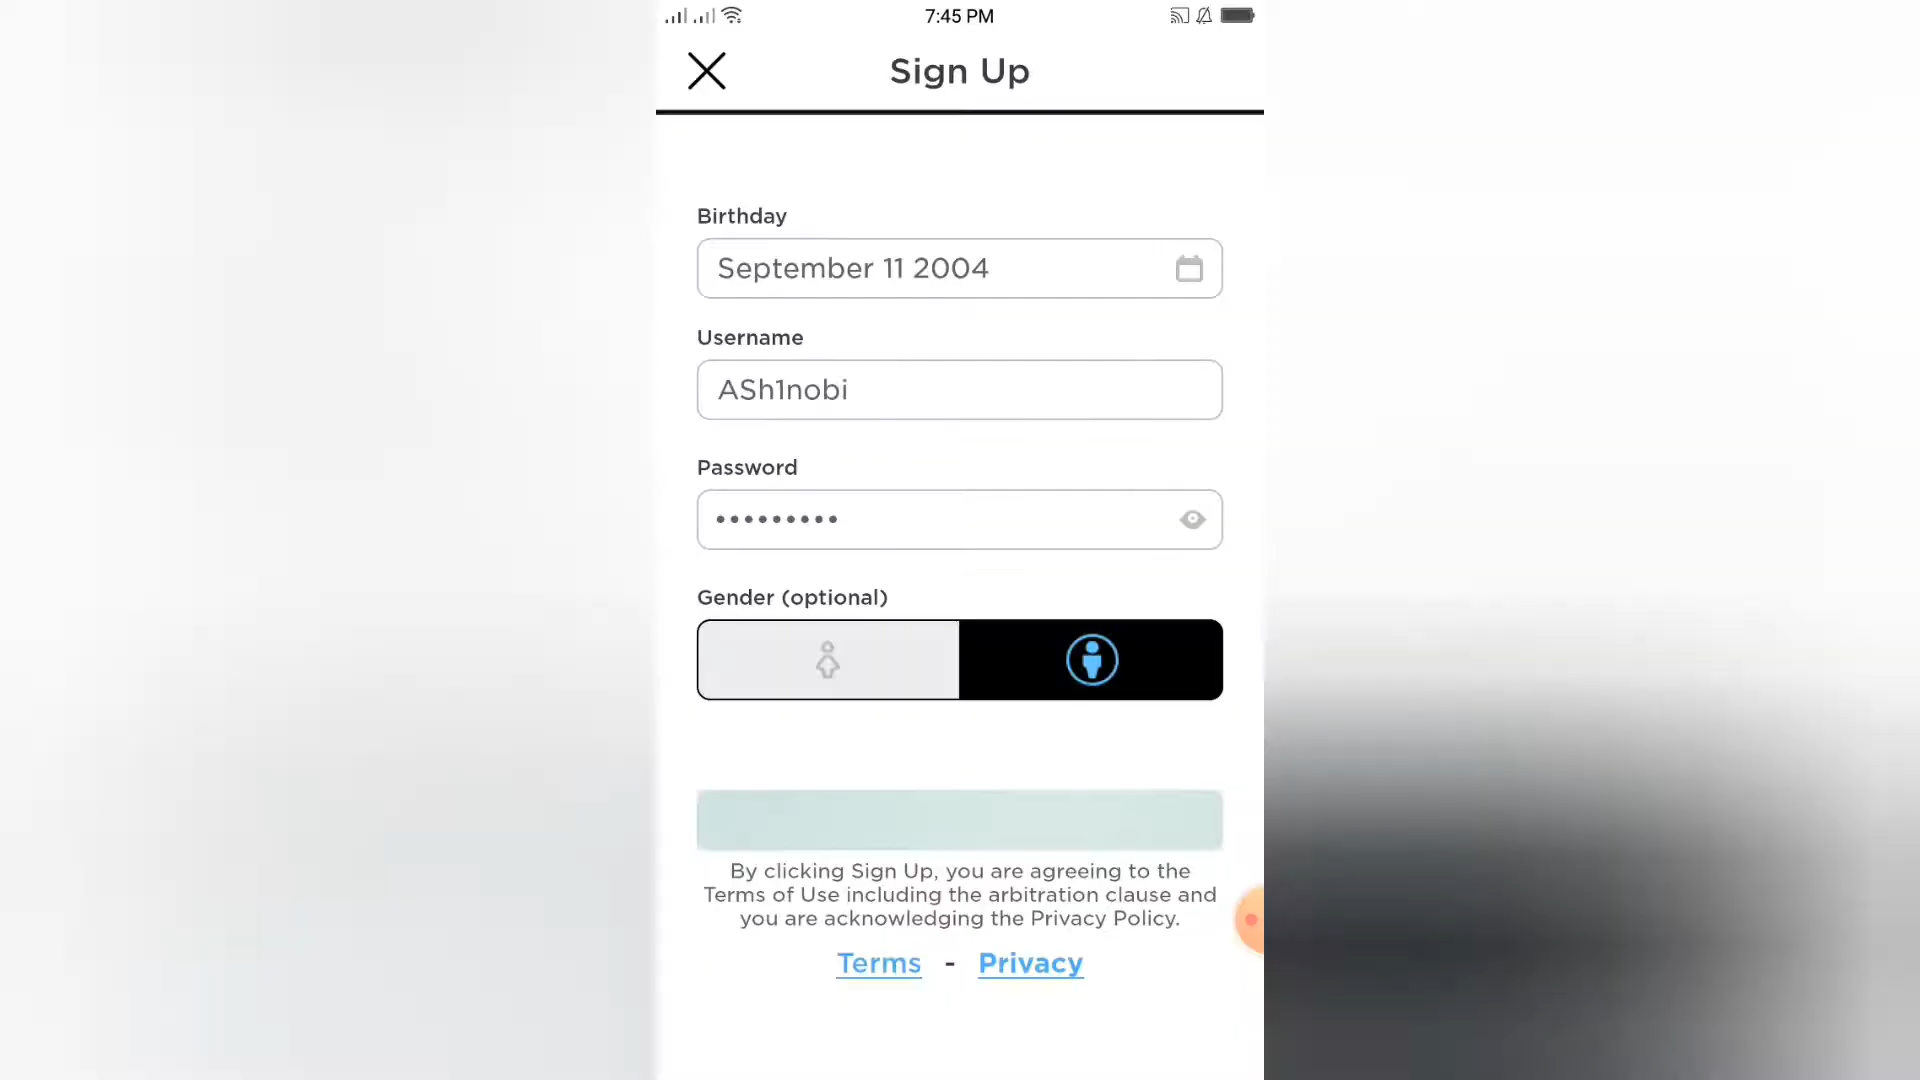 7:45 PM
Sign Up
Birthday
September 11 2004
Username
ASh1nobi
Password
•••••••••
Gender (optional)
By clicking Sign Up, you are agreeing to the
Terms of Use including the arbitration clause and
you are acknowledging the Privacy Policy.
Terms - Privacy